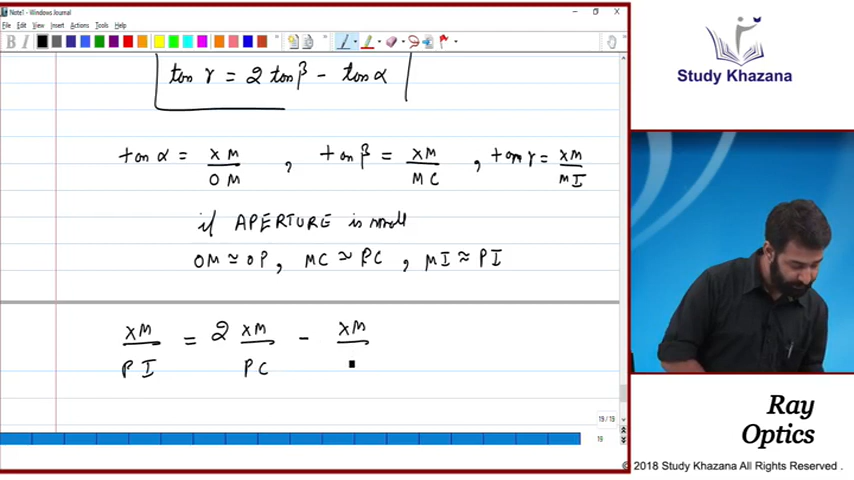 Note1 - Windows Journal
File Edit View Insert Actions Tools Help
B I
Study Khazana
tan γ = 2 tan β - tan α
tan α = XM/OM , tan β = XM/MC , tan γ = XM/MI
if APERTURE is small
OM ≃ OP , MC ≃ PC , MI ≃ PI
XM/PI = 2 XM/PC - XM/
19/19
19
Ray
Optics
© 2018 Study Khazana All Rights Reserved .